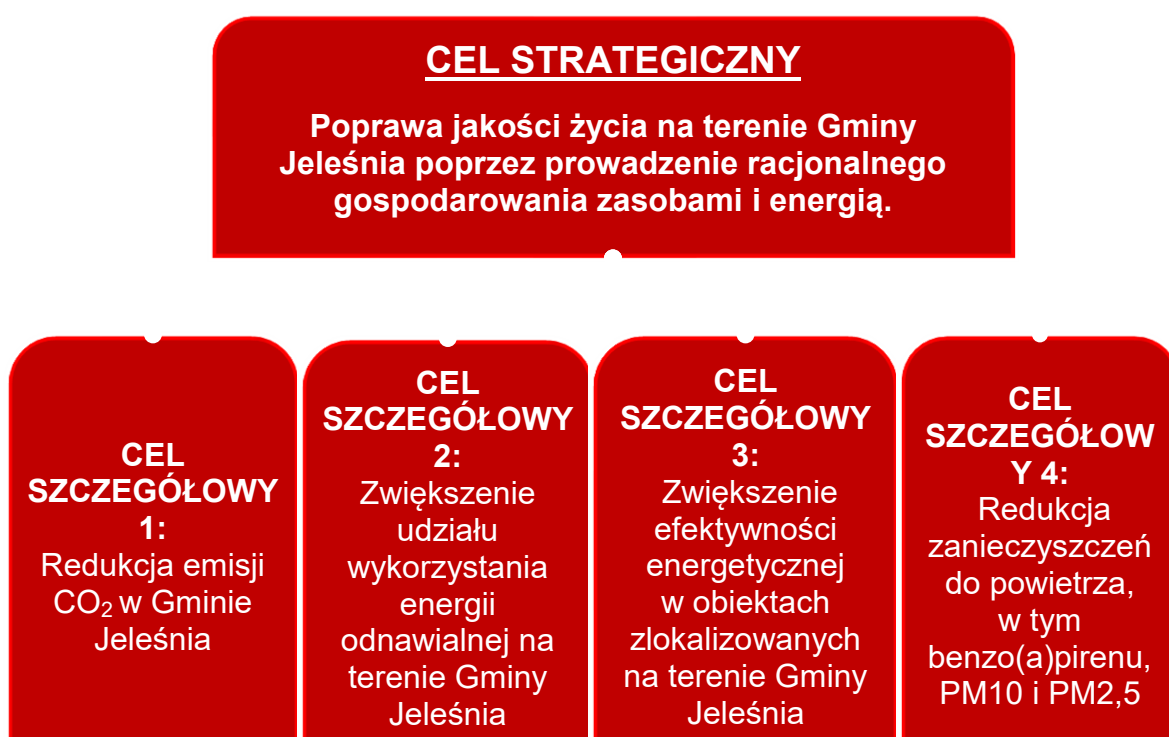 CEL STRATEGICZNY
Poprawa jakości życia na terenie Gminy
Jeleśnia poprzez prowadzenie racjonalnego
gospodarowania zasobami i energią.
CEL
SZCZEGÓŁOWY
1:
Redukcja emisji
CO₂ w Gminie
Jeleśnia
CEL
SZCZEGÓŁOWY
2:
Zwiększenie
udziału
wykorzystania
energii
odnawialnej na
terenie Gminy
Jeleśnia
CEL
SZCZEGÓŁOWY
3:
Zwiększenie
efektywności
energetycznej
w obiektach
zlokalizowanych
na terenie Gminy
Jeleśnia
CEL
SZCZEGÓŁOW
Y 4:
Redukcja
zanieczyszczeń
do powietrza,
w tym
benzo(a)pirenu,
PM10 i PM2,5